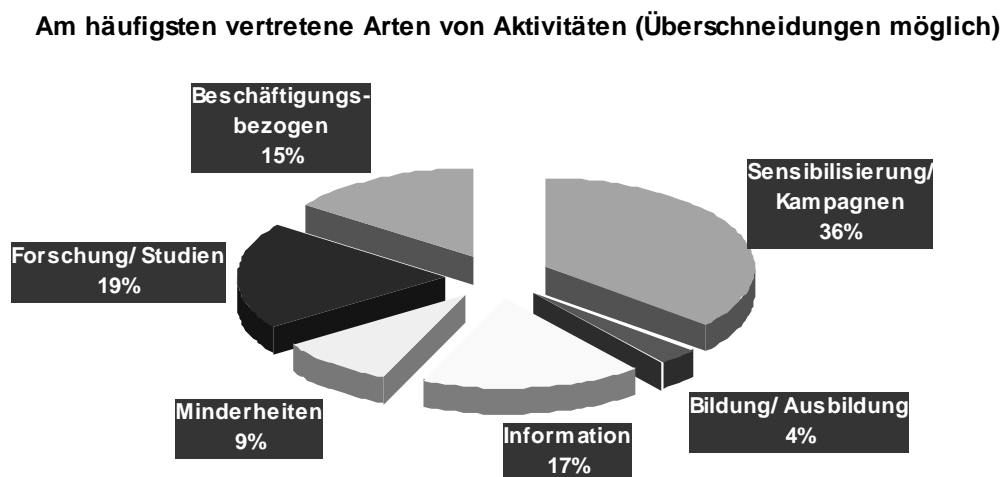 Am häufigsten vertretene Arten von Aktivitäten (Überschneidungen möglich)
Beschäftigungs-
bezogen
15%
Sensibilisierung/
Kampagnen
36%
Forschung/ Studien
19%
Minderheiten
9%
Information
17%
Bildung/ Ausbildung
4%